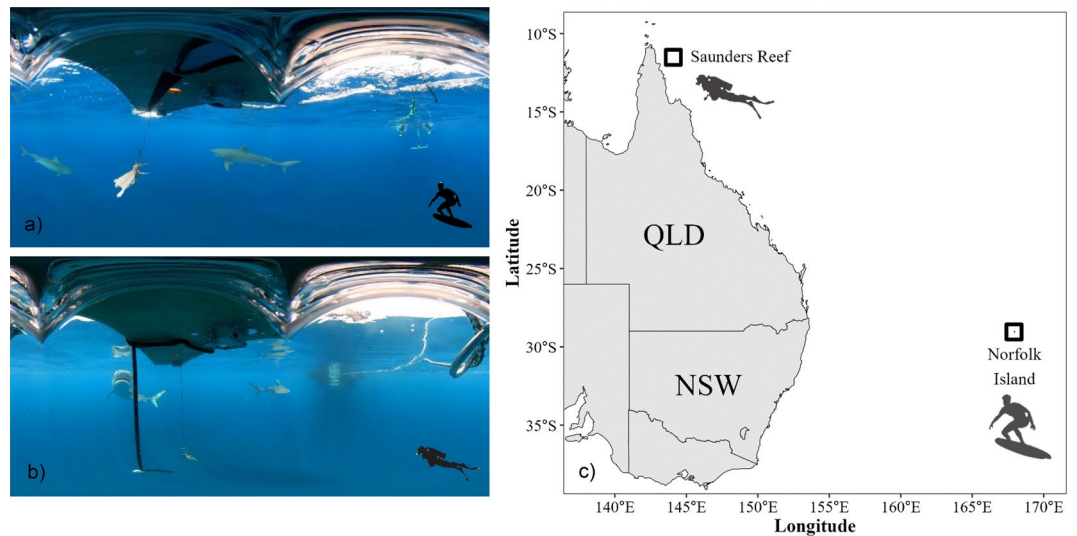 a)
b)
10°S
15°S
20°S
25°S
30°S
35°S
Latitude
Saunders Reef
QLD
NSW
Norfolk
Island
c)
140°E 145°E 150°E 155°E 160°E 165°E 170°E
Longitude